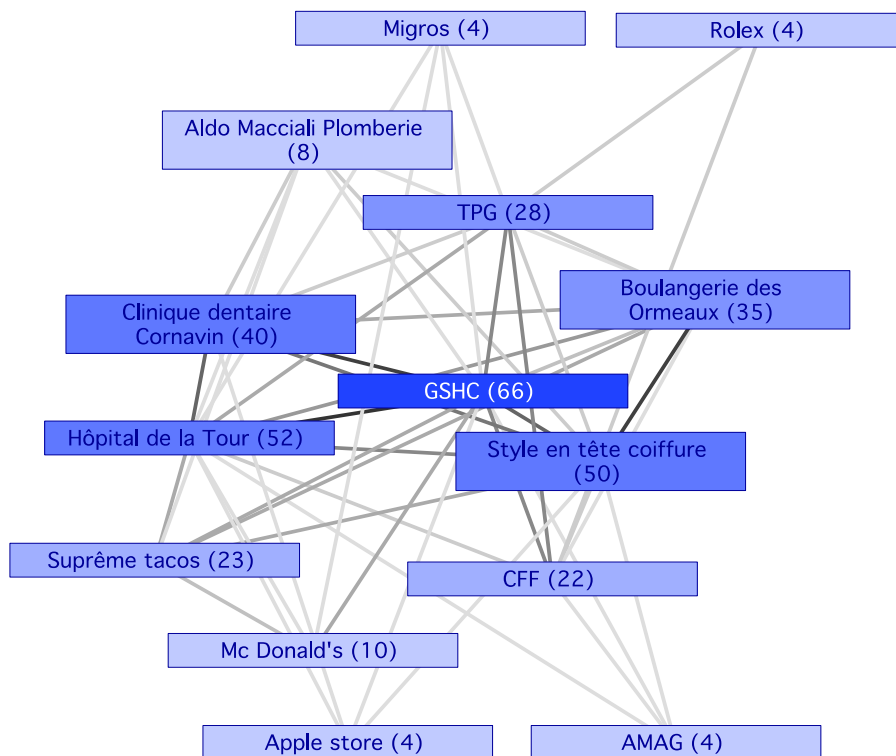 Migros (4)
Rolex (4)
Aldo Macciali Plomberie
(8)
TPG (28)
Boulangerie des
Ormeaux (35)
Clinique dentaire
Cornavin (40)
GSHC (66)
Hôpital de la Tour (52)
Style en tête coiffure
(50)
Suprême tacos (23)
CFF (22)
Mc Donald's (10)
Apple store (4)
AMAG (4)